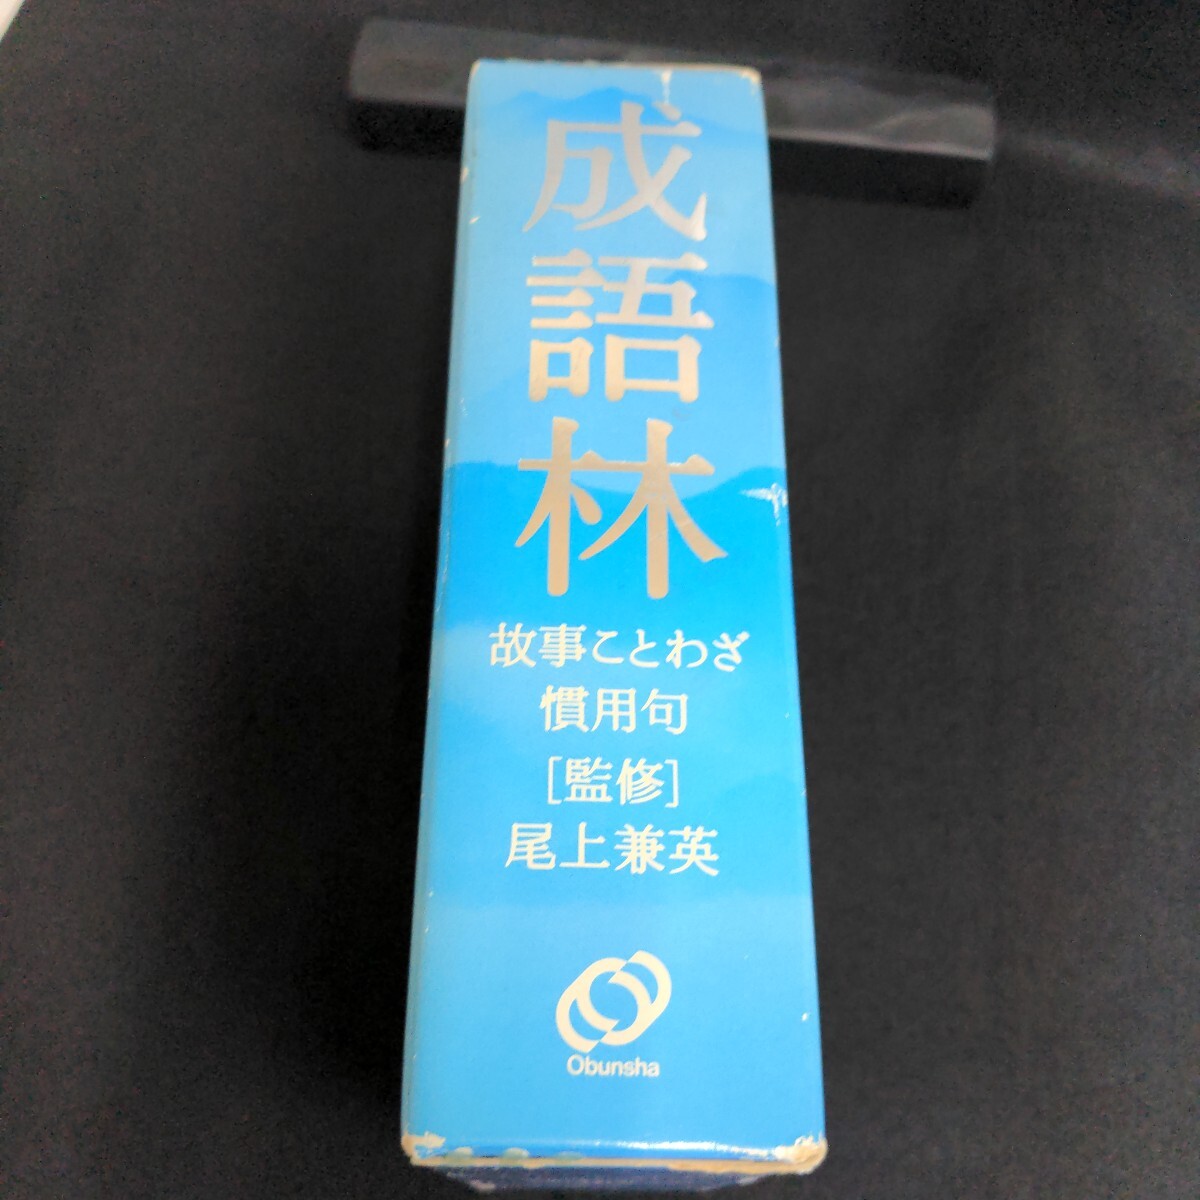 成語林
故事ことわざ
慣用句
[監修]
尾上兼英
Obunsha